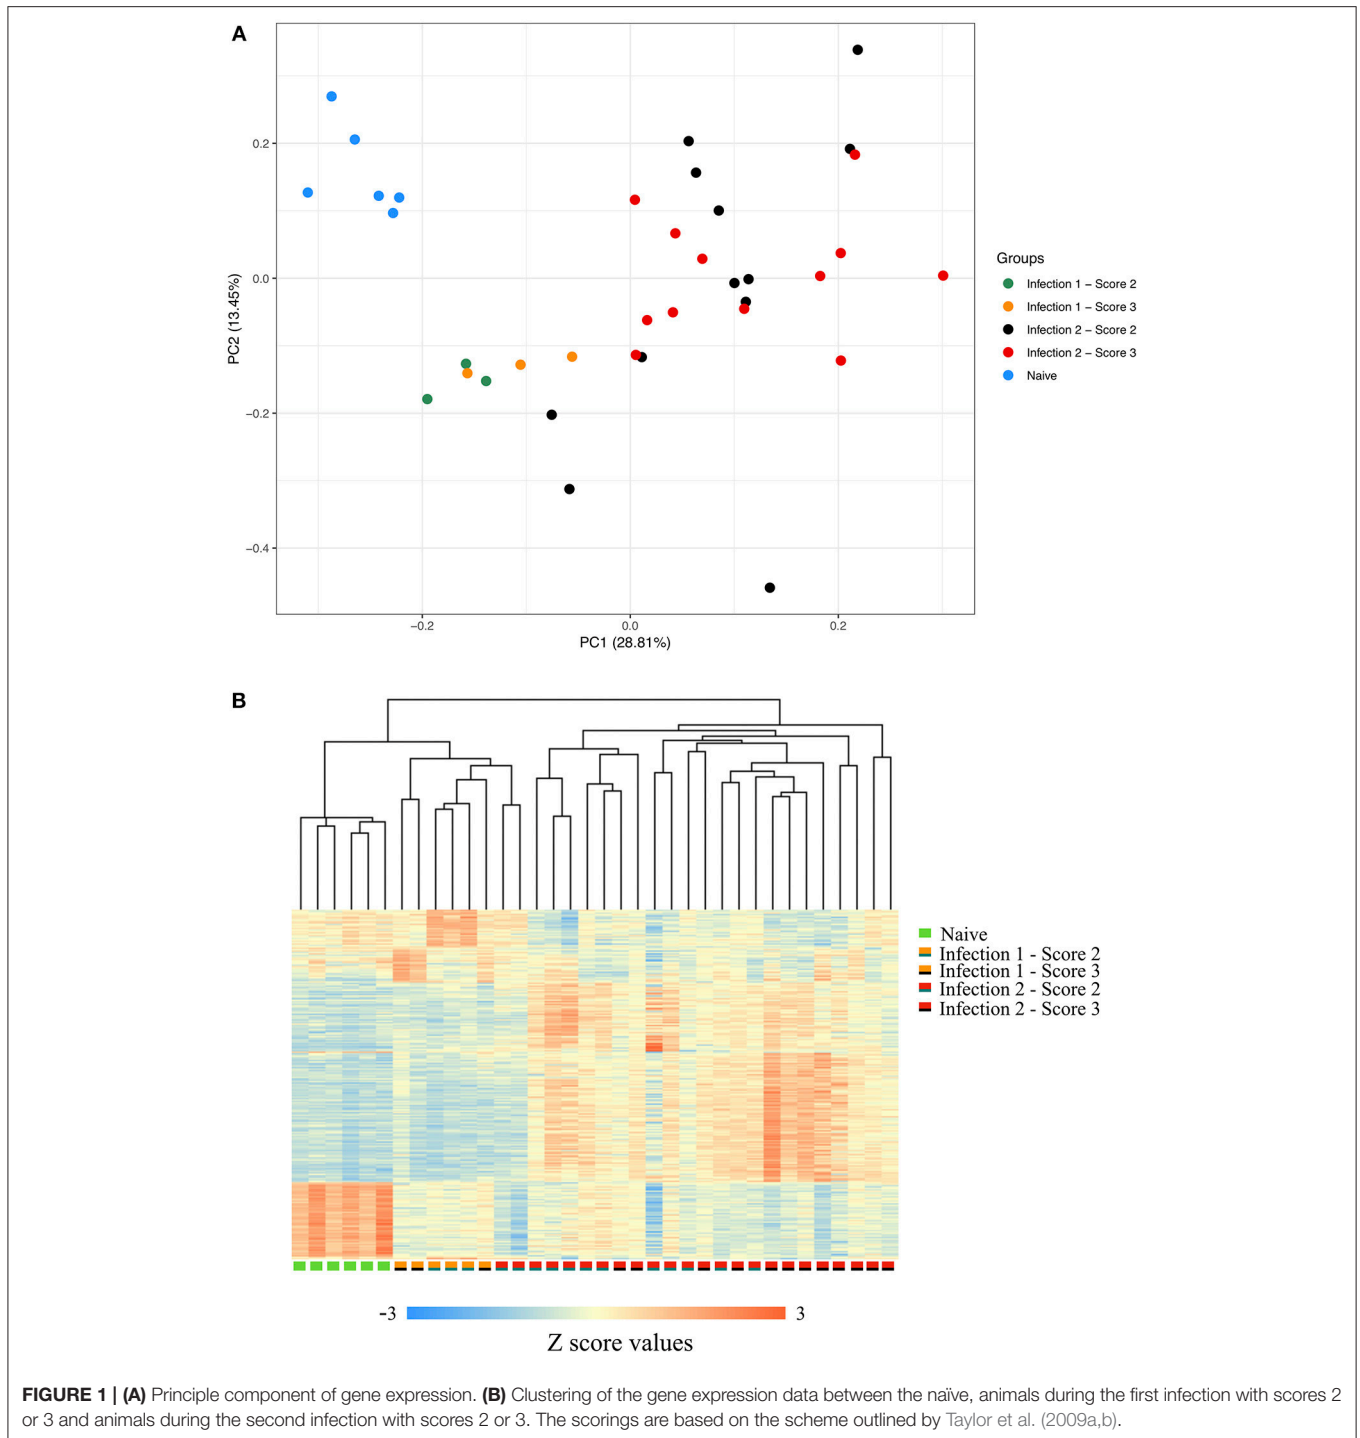 A
0.2
0.0
−0.2
−0.4
PC2 (13.45%)
−0.2
0.0
0.2
PC1 (28.81%)
Groups
Infection 1 − Score 2
Infection 1 − Score 3
Infection 2 − Score 2
Infection 2 − Score 3
Naive
B
Naive
Infection 1 - Score 2
Infection 1 - Score 3
Infection 2 - Score 2
Infection 2 - Score 3
-3
3
Z score values
FIGURE 1 | (A) Principle component of gene expression. (B) Clustering of the gene expression data between the naïve, animals during the first infection with scores 2
or 3 and animals during the second infection with scores 2 or 3. The scorings are based on the scheme outlined by Taylor et al. (2009a,b).